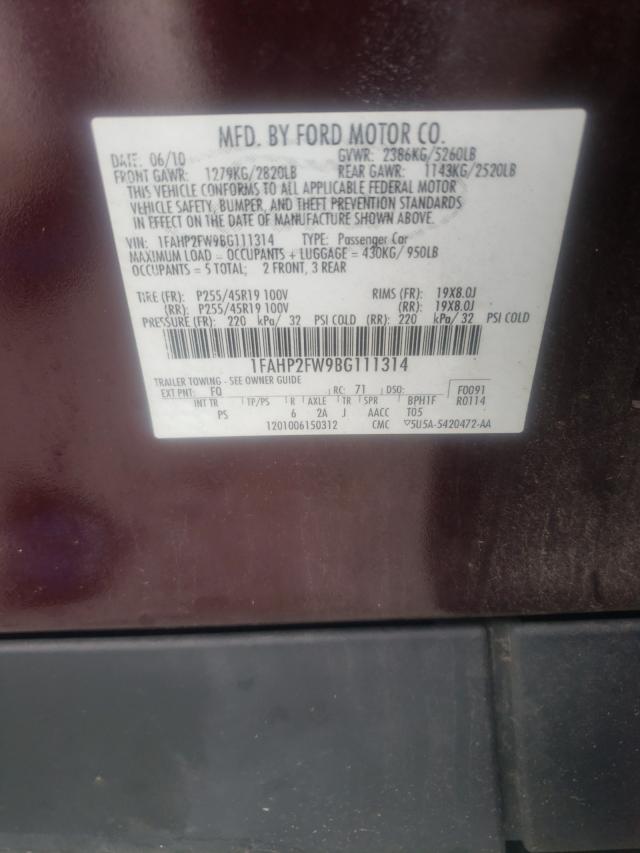 MFD. BY FORD MOTOR CO.
DATE: 06/10 GVWR: 2386KG/5260LB
FRONT GAWR: 1279KG/2820LB REAR GAWR: 1143KG/2520LB
THIS VEHICLE CONFORMS TO ALL APPLICABLE FEDERAL MOTOR
VEHICLE SAFETY, BUMPER, AND THEFT PREVENTION STANDARDS
IN EFFECT ON THE DATE OF MANUFACTURE SHOWN ABOVE.
VIN: 1FAHP2FW9BG111314 TYPE: Passenger Car
MAXIMUM LOAD = OCCUPANTS + LUGGAGE = 430KG/950LB
OCCUPANTS = 5 TOTAL; 2 FRONT, 3 REAR
TIRE (FR): P255/45R19 100V RIMS (FR): 19X8.0J
(RR): P255/45R19 100V (RR): 19X8.0J
PRESSURE (FR): 220 kPa/ 32 PSI COLD (RR): 220 kPa/ 32 PSI COLD
1FAHP2FW9BG111314
TRAILER TOWING - SEE OWNER GUIDE
EXT PNT: FQ RC: 71 DSO: F0091
INT TR TP/PS R AXLE TR SPR BPH1F R0114
PS 6 2A J AACC T05
1201006150312 CMC ▽5U5A-5420472-AA